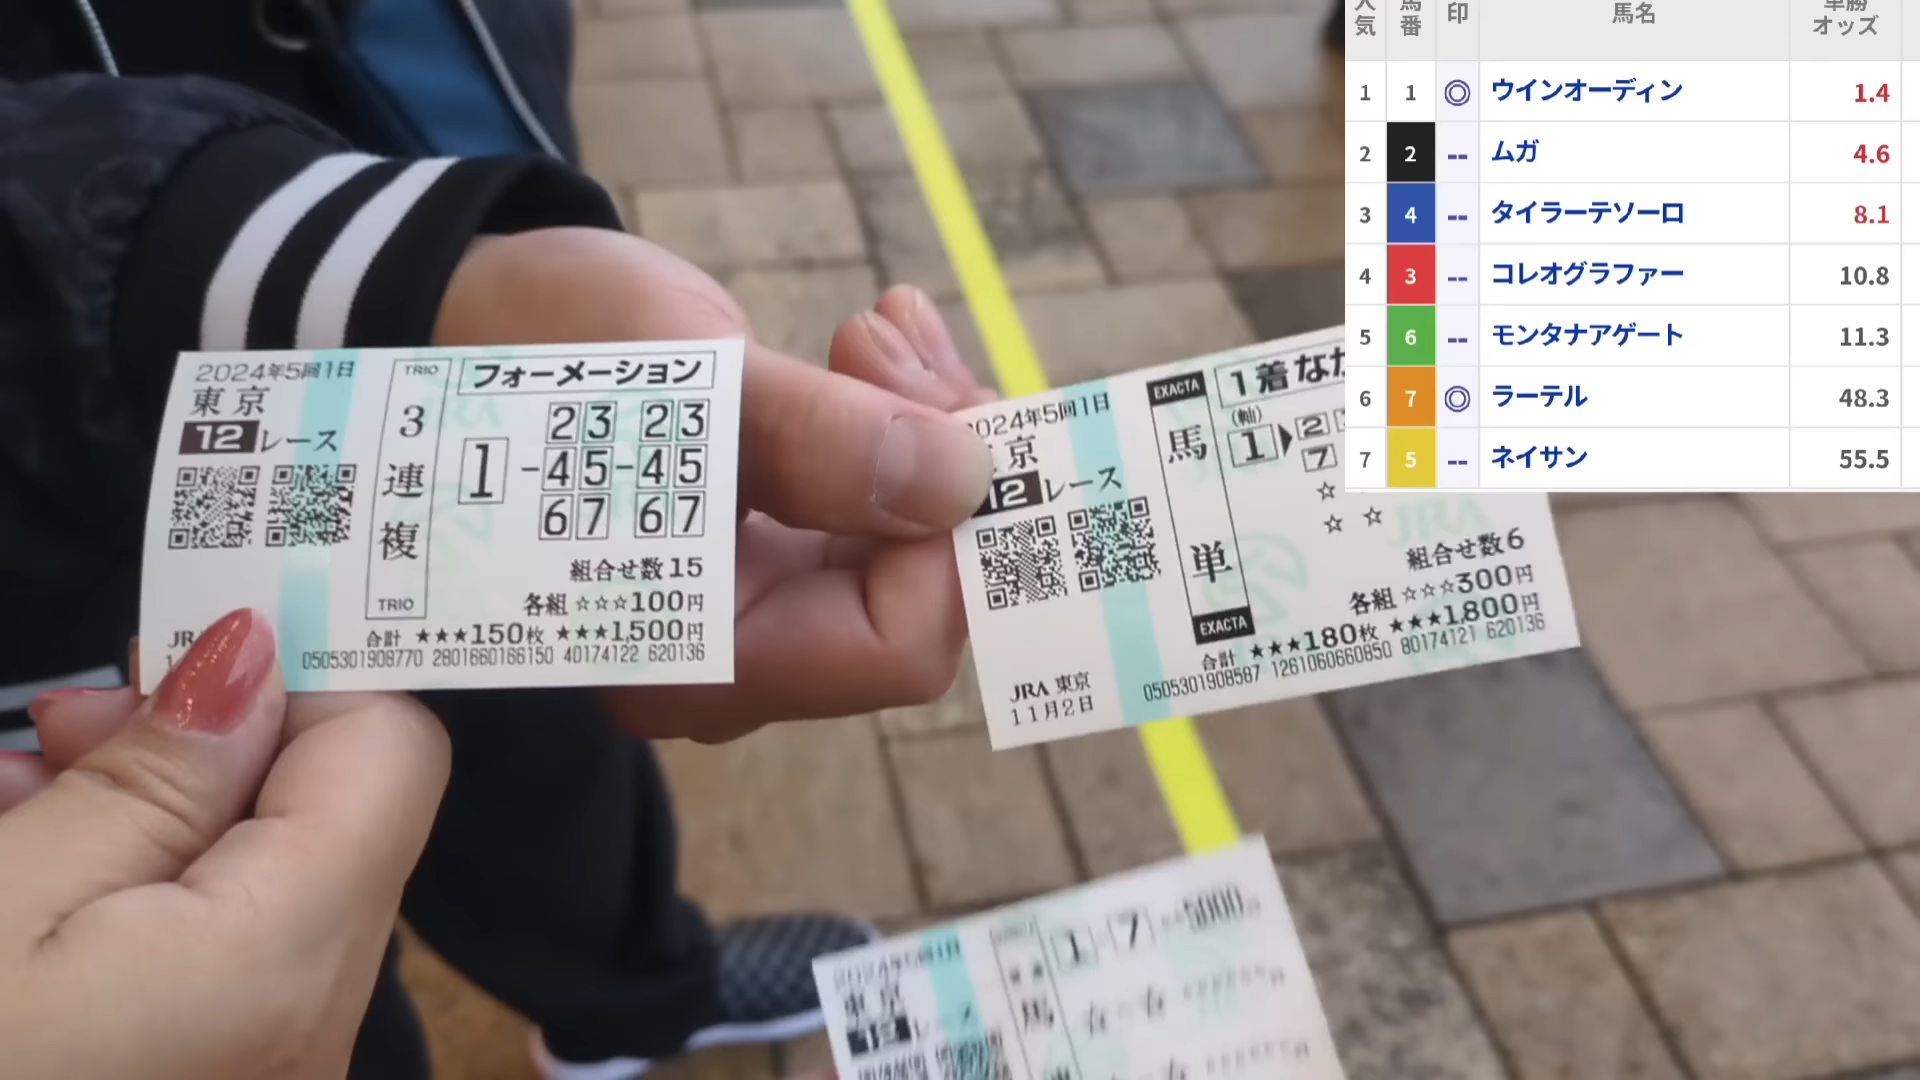 2024年5回1日
東京
12レース
TRIO
3連複
TRIO
フォーメーション
1-23-23
45-45
67 67
組合せ数15
各組 ☆☆☆100円
合計 ★★★150枚 ★★★1,500円
0505301908770 2801660166150 40174122 620136
2024年5回1日
京
12レース
EXACTA
馬単
EXACTA
1着なが
(軸)
1▶2
7
☆
☆ ☆
組合せ数6
各組 ☆☆☆300円
合計 ★★★180枚 ★★★1,800円
0505301908587 1261060660850 80174121 620136
JRA 東京
11月2日
東京
レース
馬
1 7
5000
人気 馬番 印 馬名 単勝オッズ
1 1 ◎ ウインオーディン 1.4
2 2 -- ムガ 4.6
3 4 -- タイラーテソーロ 8.1
4 3 -- コレオグラファー 10.8
5 6 -- モンタナアゲート 11.3
6 7 ◎ ラーテル 48.3
7 5 -- ネイサン 55.5